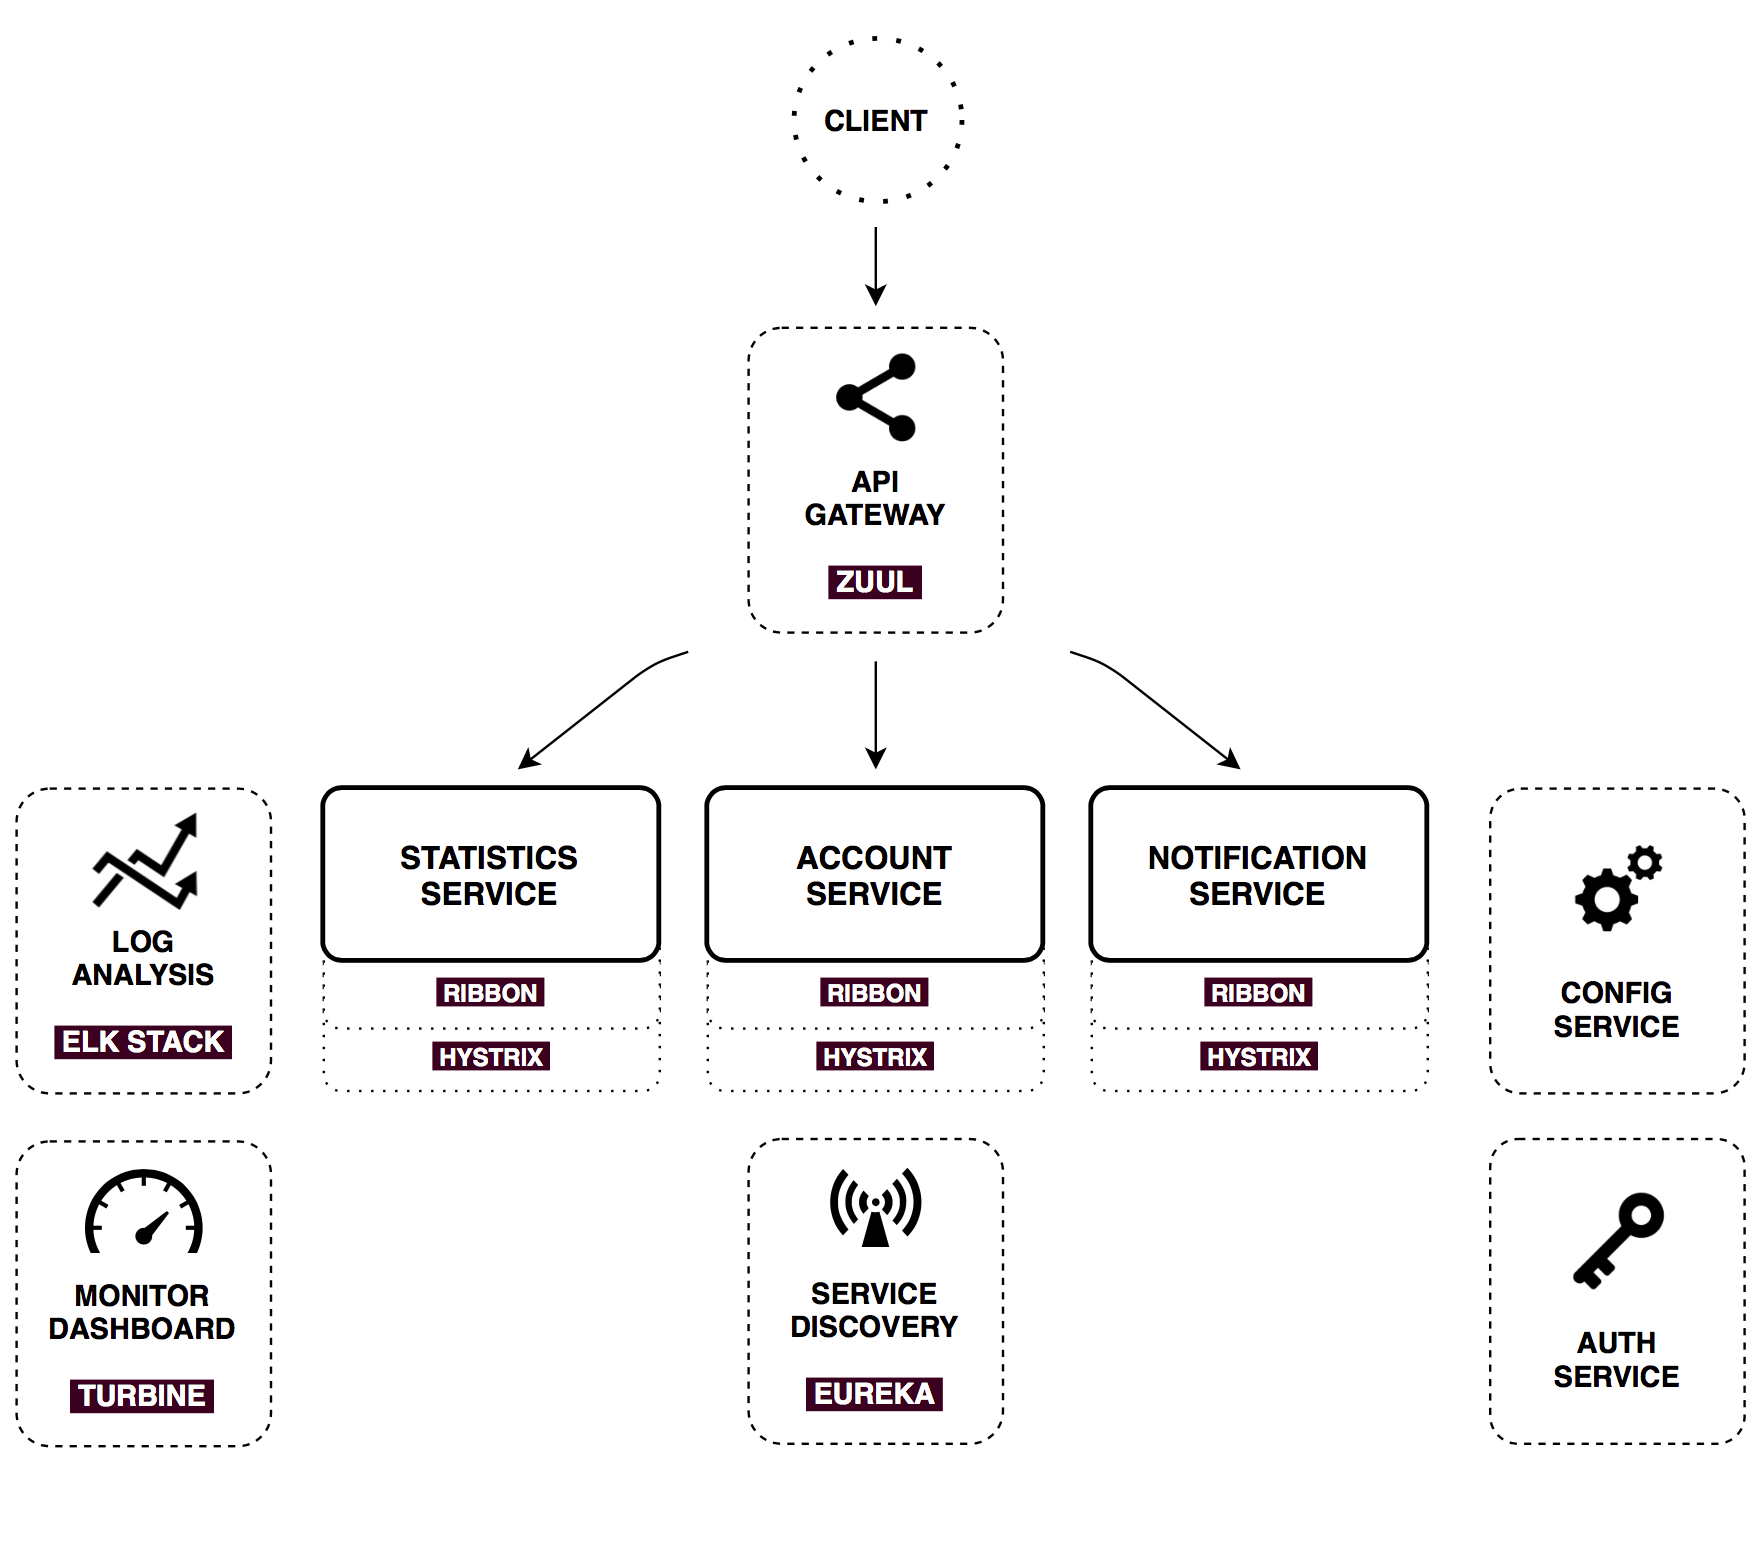 CLIENT
API
GATEWAY
ZUUL
LOG
ANALYSIS
ELK STACK
STATISTICS
SERVICE
RIBBON
HYSTRIX
ACCOUNT
SERVICE
RIBBON
HYSTRIX
NOTIFICATION
SERVICE
RIBBON
HYSTRIX
CONFIG
SERVICE
MONITOR
DASHBOARD
TURBINE
SERVICE
DISCOVERY
EUREKA
AUTH
SERVICE